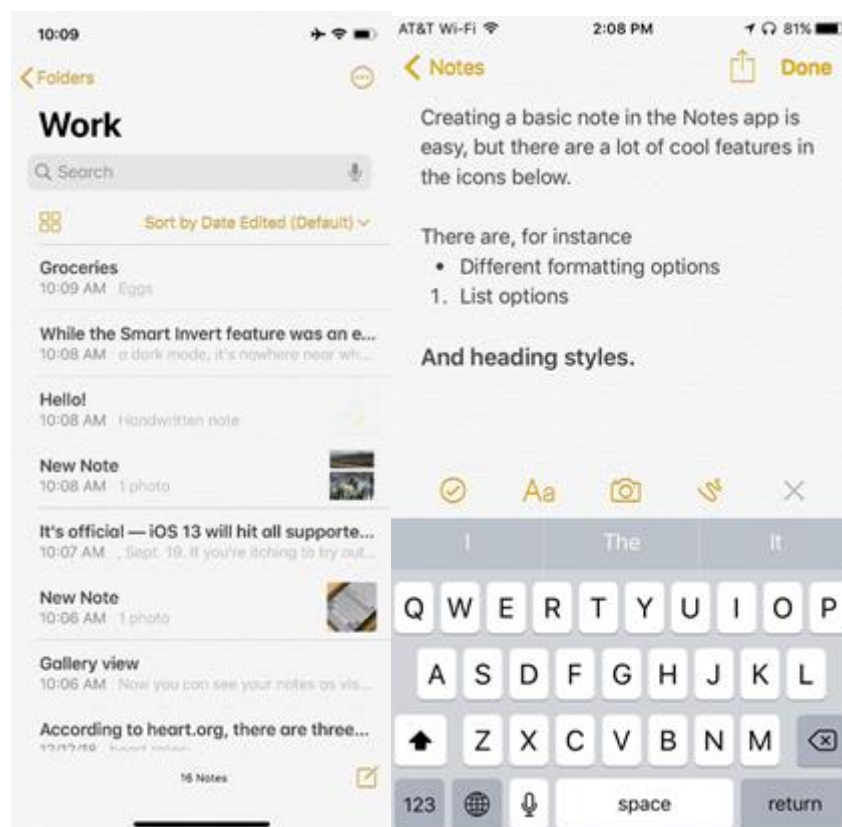 10:09
Folders
Work
Search
Sort by Date Edited (Default)
Groceries
10:09 AM Eggs
While the Smart Invert feature was an e...
10:08 AM a dark mode, it's nowhere near wh...
Hello!
10:08 AM Handwritten note
New Note
10:08 AM 1 photo
It's official — iOS 13 will hit all supporte...
10:07 AM , Sept. 19. If you're itching to try out...
New Note
10:06 AM 1 photo
Gallery view
10:06 AM Now you can see your notes as vis...
According to heart.org, there are three...
12/12/18 heart rates:
16 Notes
AT&T Wi-Fi 2:08 PM 81%
Notes Done
Creating a basic note in the Notes app is
easy, but there are a lot of cool features in
the icons below.
There are, for instance
• Different formatting options
1. List options
And heading styles.
Aa
I The It
Q W E R T Y U I O P
A S D F G H J K L
Z X C V B N M
123 space return